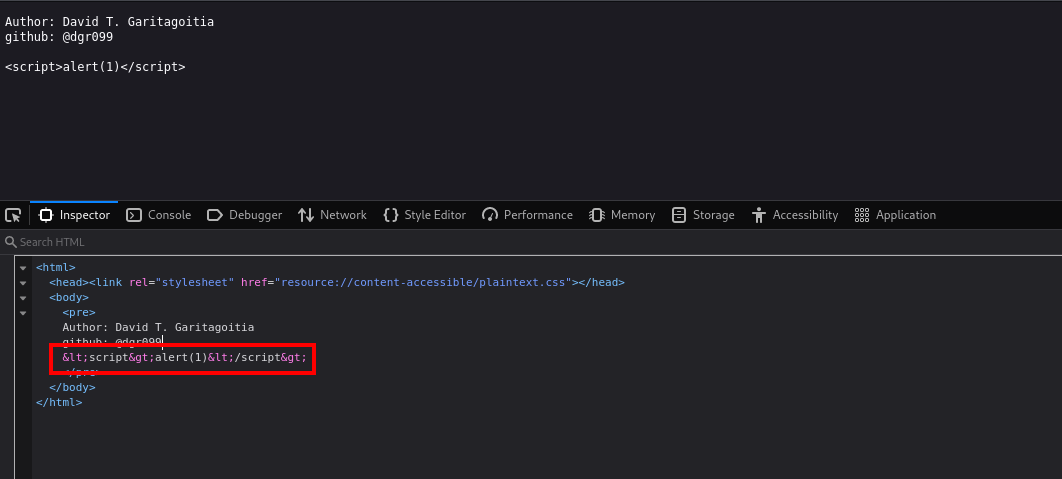 Author: David T. Garitagoitia
github: @dgr099
<script>alert(1)</script>
Inspector Console Debugger Network Style Editor Performance Memory Storage Accessibility Application
Search HTML
<html>
<head><link rel="stylesheet" href="resource://content-accessible/plaintext.css"></head>
<body>
<pre>
Author: David T. Garitagoitia
github: @dgr099
&lt;script&gt;alert(1)&lt;/script&gt;
</pre>
</body>
</html>